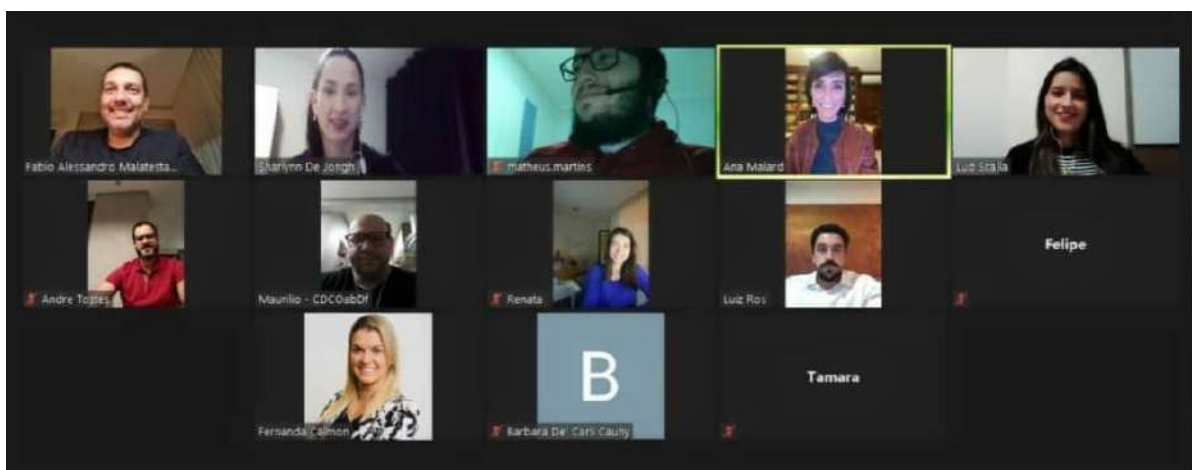 Fabio Alessandro Malatesta...
Sharlynn De Jongh
matheus.martins
Ana Malard
Luis Scalia
Andre Tostes
Maurilio - CDCOabDf
Renata
Luiz Ros
Felipe
Fernanda Calmon
B
Barbara De' Carli Cauhy
Tamara